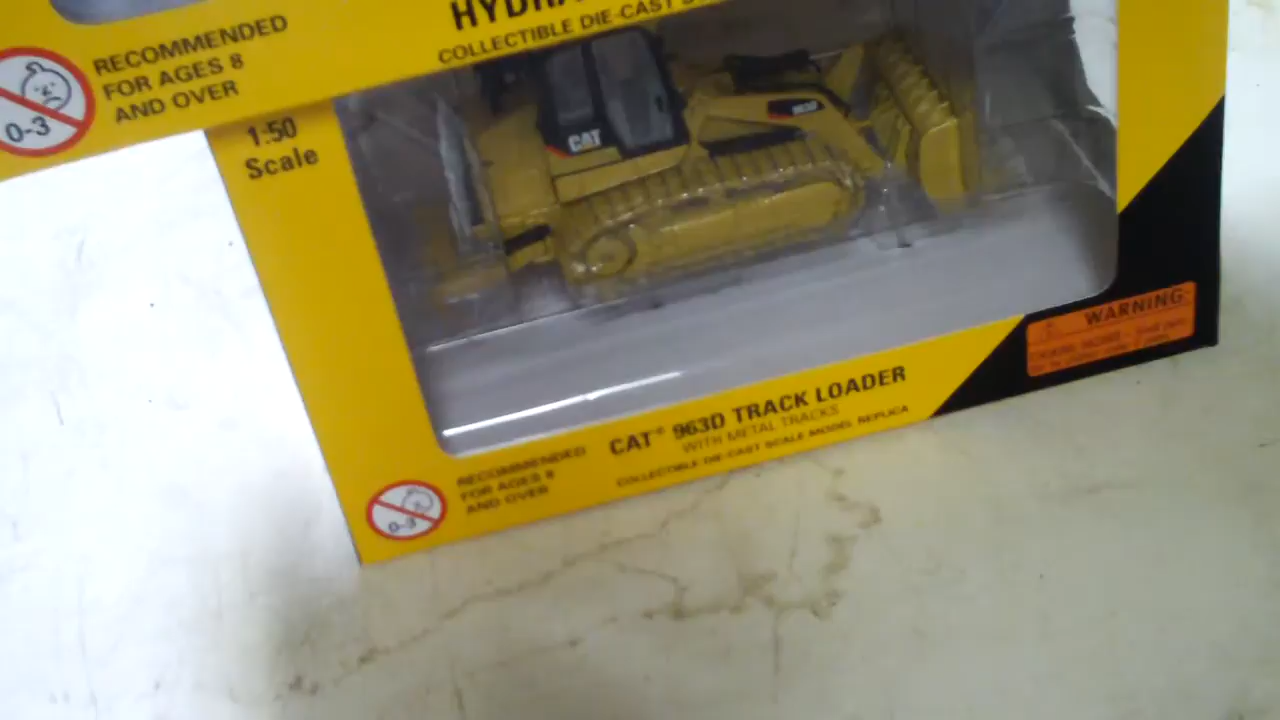 HYDRA
COLLECTIBLE DIE-CAST
RECOMMENDED
FOR AGES 8
AND OVER
0-3
1:50
Scale
CAT
963D
WARNING:
CAT® 963D TRACK LOADER
WITH METAL TRACKS
COLLECTIBLE DIE-CAST SCALE MODEL REPLICA
RECOMMENDED
FOR AGES 8
AND OVER
0-3